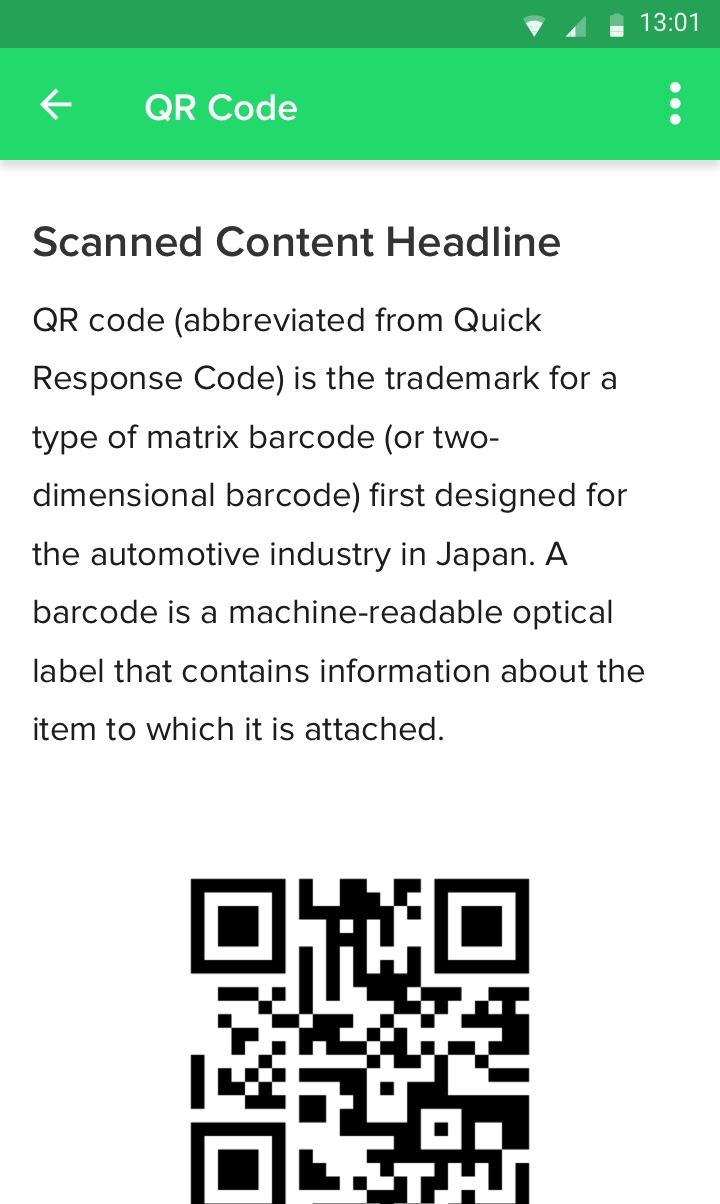 13:01
QR Code
Scanned Content Headline
QR code (abbreviated from Quick
Response Code) is the trademark for a
type of matrix barcode (or two-
dimensional barcode) first designed for
the automotive industry in Japan. A
barcode is a machine-readable optical
label that contains information about the
item to which it is attached.